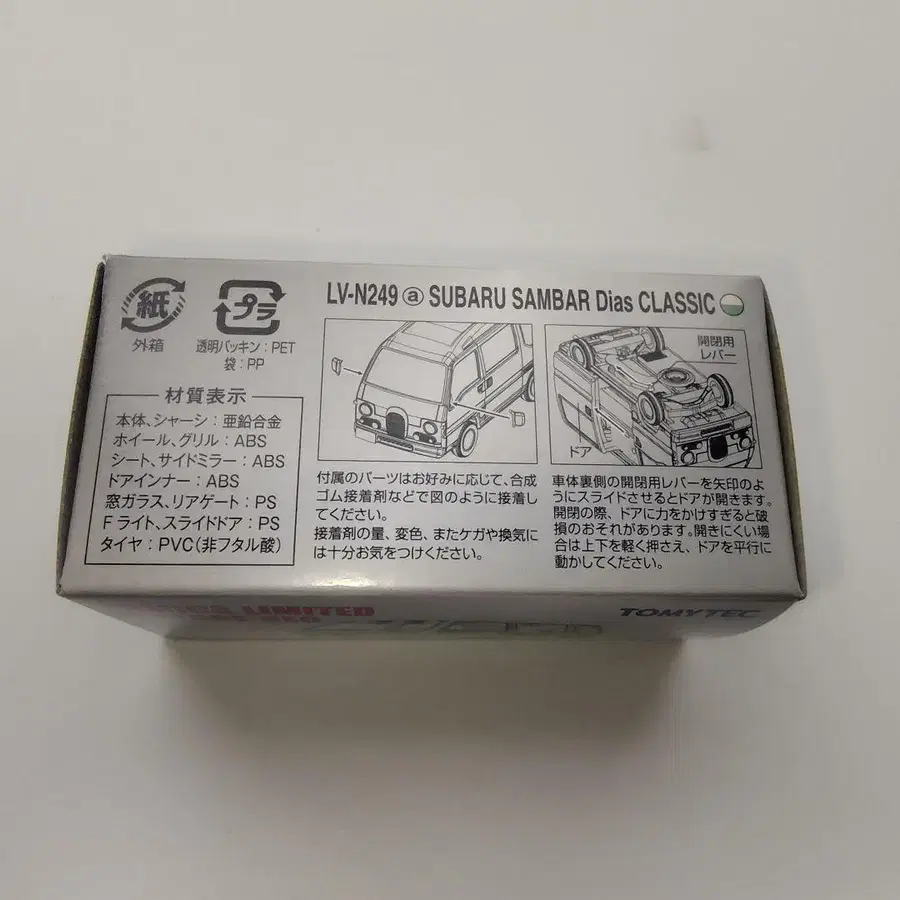 紙
外箱
プラ
透明パッキン:PET
袋:PP
材質表示
本体、シャーシ:亜鉛合金
ホイール、グリル:ABS
シート、サイドミラー:ABS
ドアインナー:ABS
窓ガラス、リアゲート:PS
Fライト、スライドドア:PS
タイヤ:PVC(非フタル酸)
LV-N249 ⓐ SUBARU SAMBAR Dias CLASSIC
付属のパーツはお好みに応じて、合成
ゴム接着剤などで図のように接着し
てください。
接着剤の量、変色、またケガや換気に
は十分お気をつけください。
開閉用
レバー
ドア
車体裏側の開閉用レバーを矢印のよ
うにスライドさせるとドアが開きます。
開閉の際、ドアに力をかけすぎると破
損のおそれがあります。開きにくい場
合は上下を軽く押さえ、ドアを平行に
動かしてください。
LIMITED
TOMYTEC